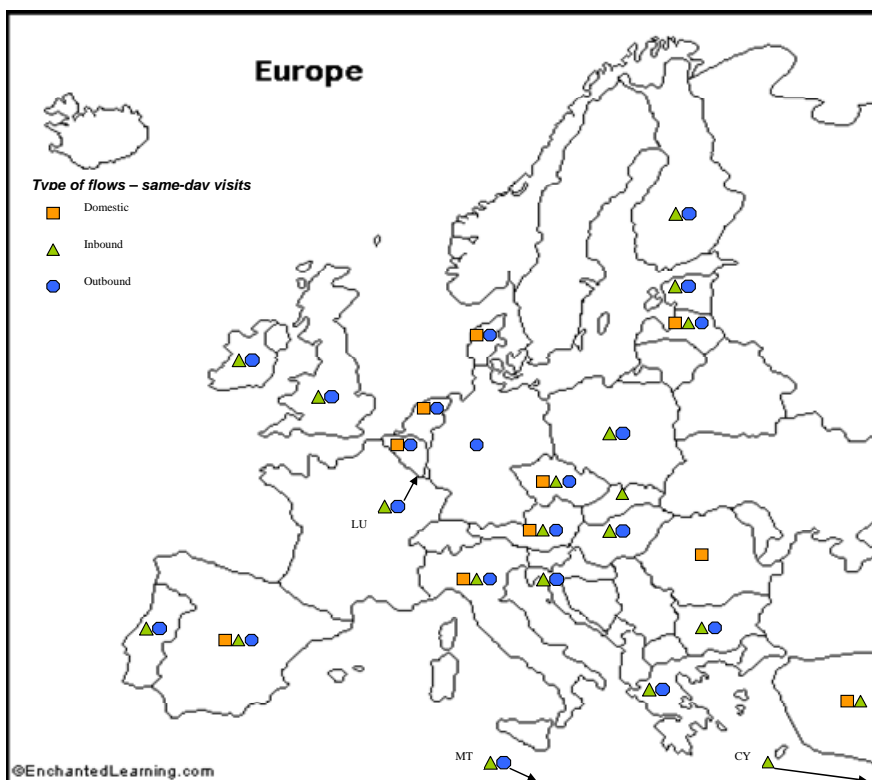 Europe
Type of flows – same-day visits
Domestic
Inbound
Outbound
LU
MT
CY
©EnchantedLearning.com